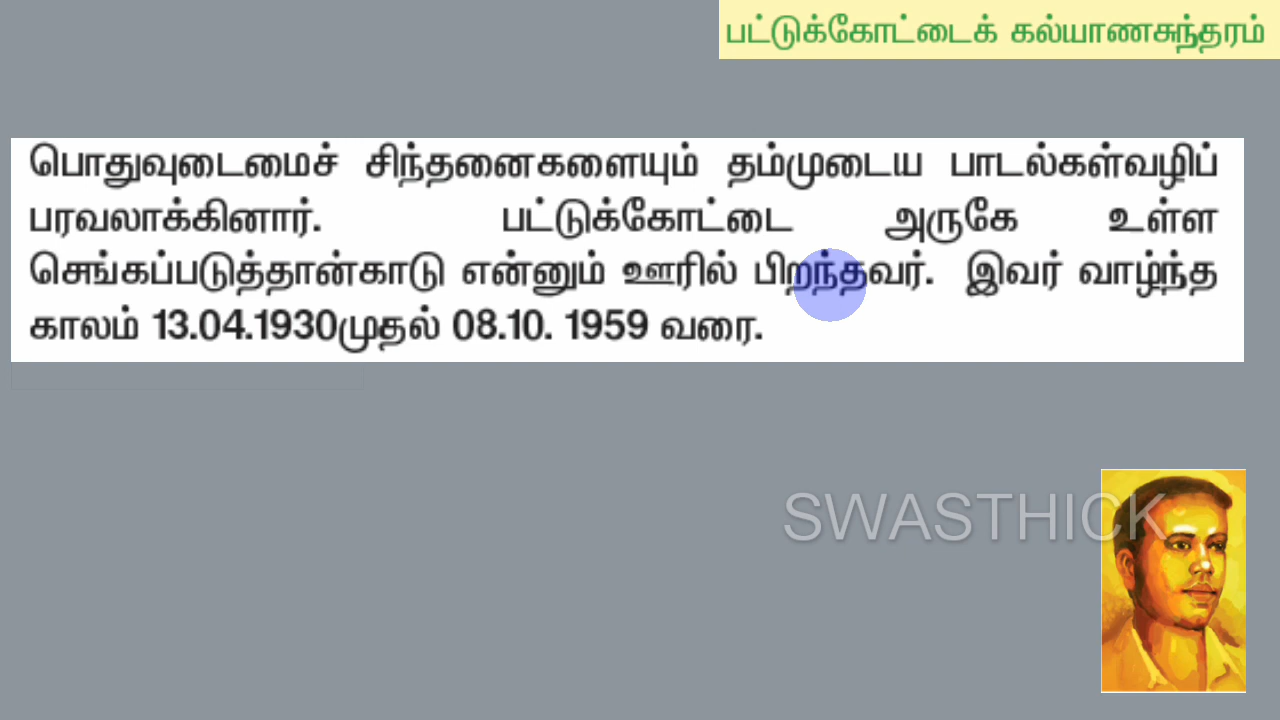 பட்டுக்கோட்டைக் கல்யாணசுந்தரம்
பொதுவுடைமைச் சிந்தனைகளையும் தம்முடைய பாடல்கள்வழிப்
பரவலாக்கினார். பட்டுக்கோட்டை அருகே உள்ள
செங்கப்படுத்தான்காடு என்னும் ஊரில் பிறந்தவர். இவர் வாழ்ந்த
காலம் 13.04.1930முதல் 08.10. 1959 வரை.
SWASTHICK